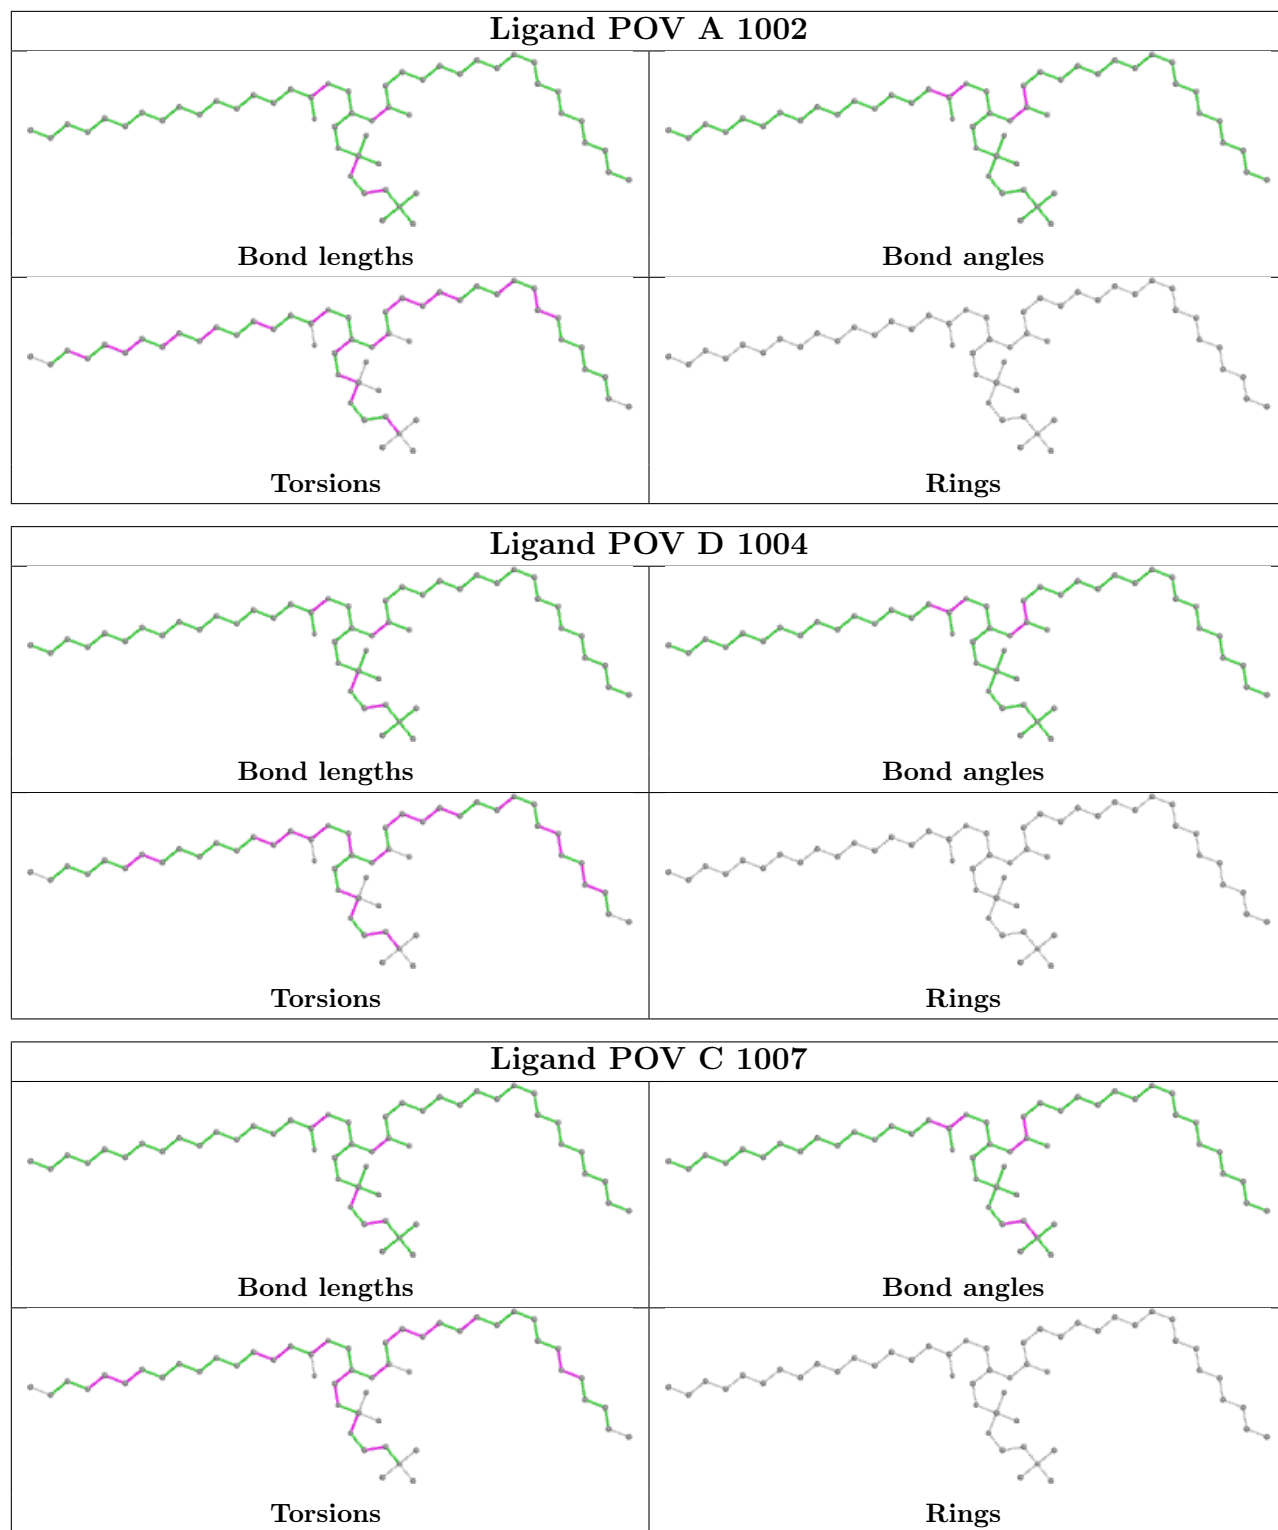 Ligand POV A 1002
Bond lengths
Bond angles
Torsions
Rings
Ligand POV D 1004
Bond lengths
Bond angles
Torsions
Rings
Ligand POV C 1007
Bond lengths
Bond angles
Torsions
Rings